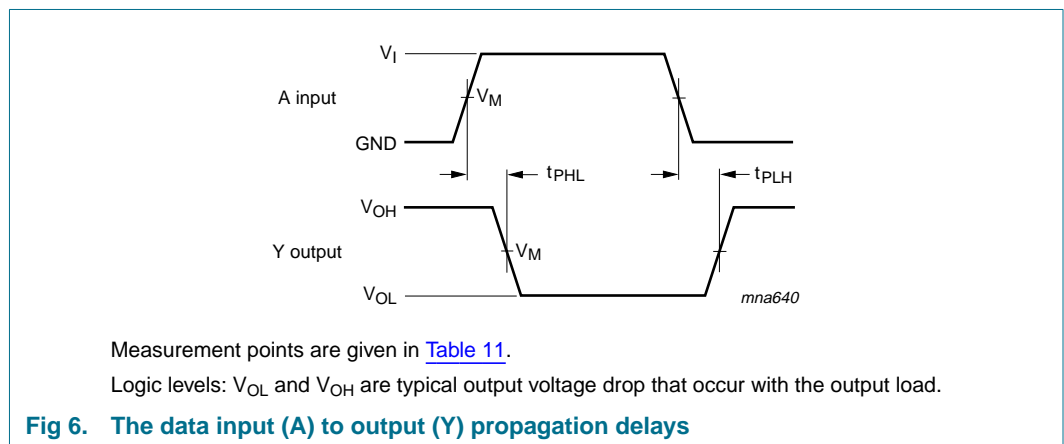 VI
A input
VM
GND
tPHL
tPLH
VOH
Y output
VM
VOL
mna640
Measurement points are given in Table 11.
Logic levels: VOL and VOH are typical output voltage drop that occur with the output load.
Fig 6. The data input (A) to output (Y) propagation delays